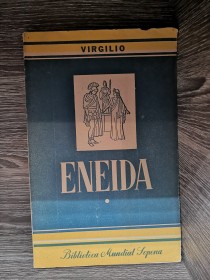 VIRGILIO
ENEIDA
Biblioteca Mundial Sopena